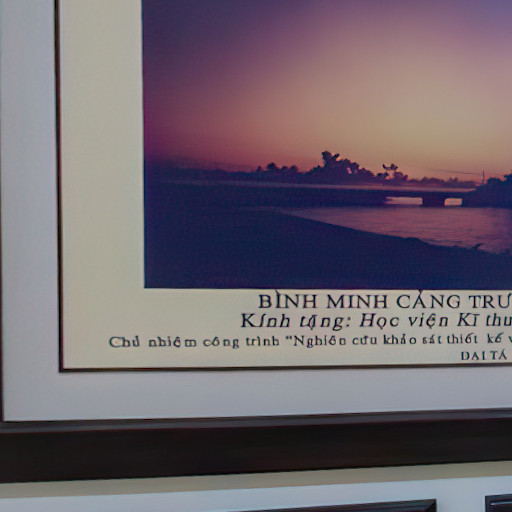 BÌNH MINH CẢNG TRƯ
Kính tặng: Học viện Kĩ thu
Chủ nhiệm công trình "Nghiên cứu khảo sát thiết kế v
ĐẠI TÁ